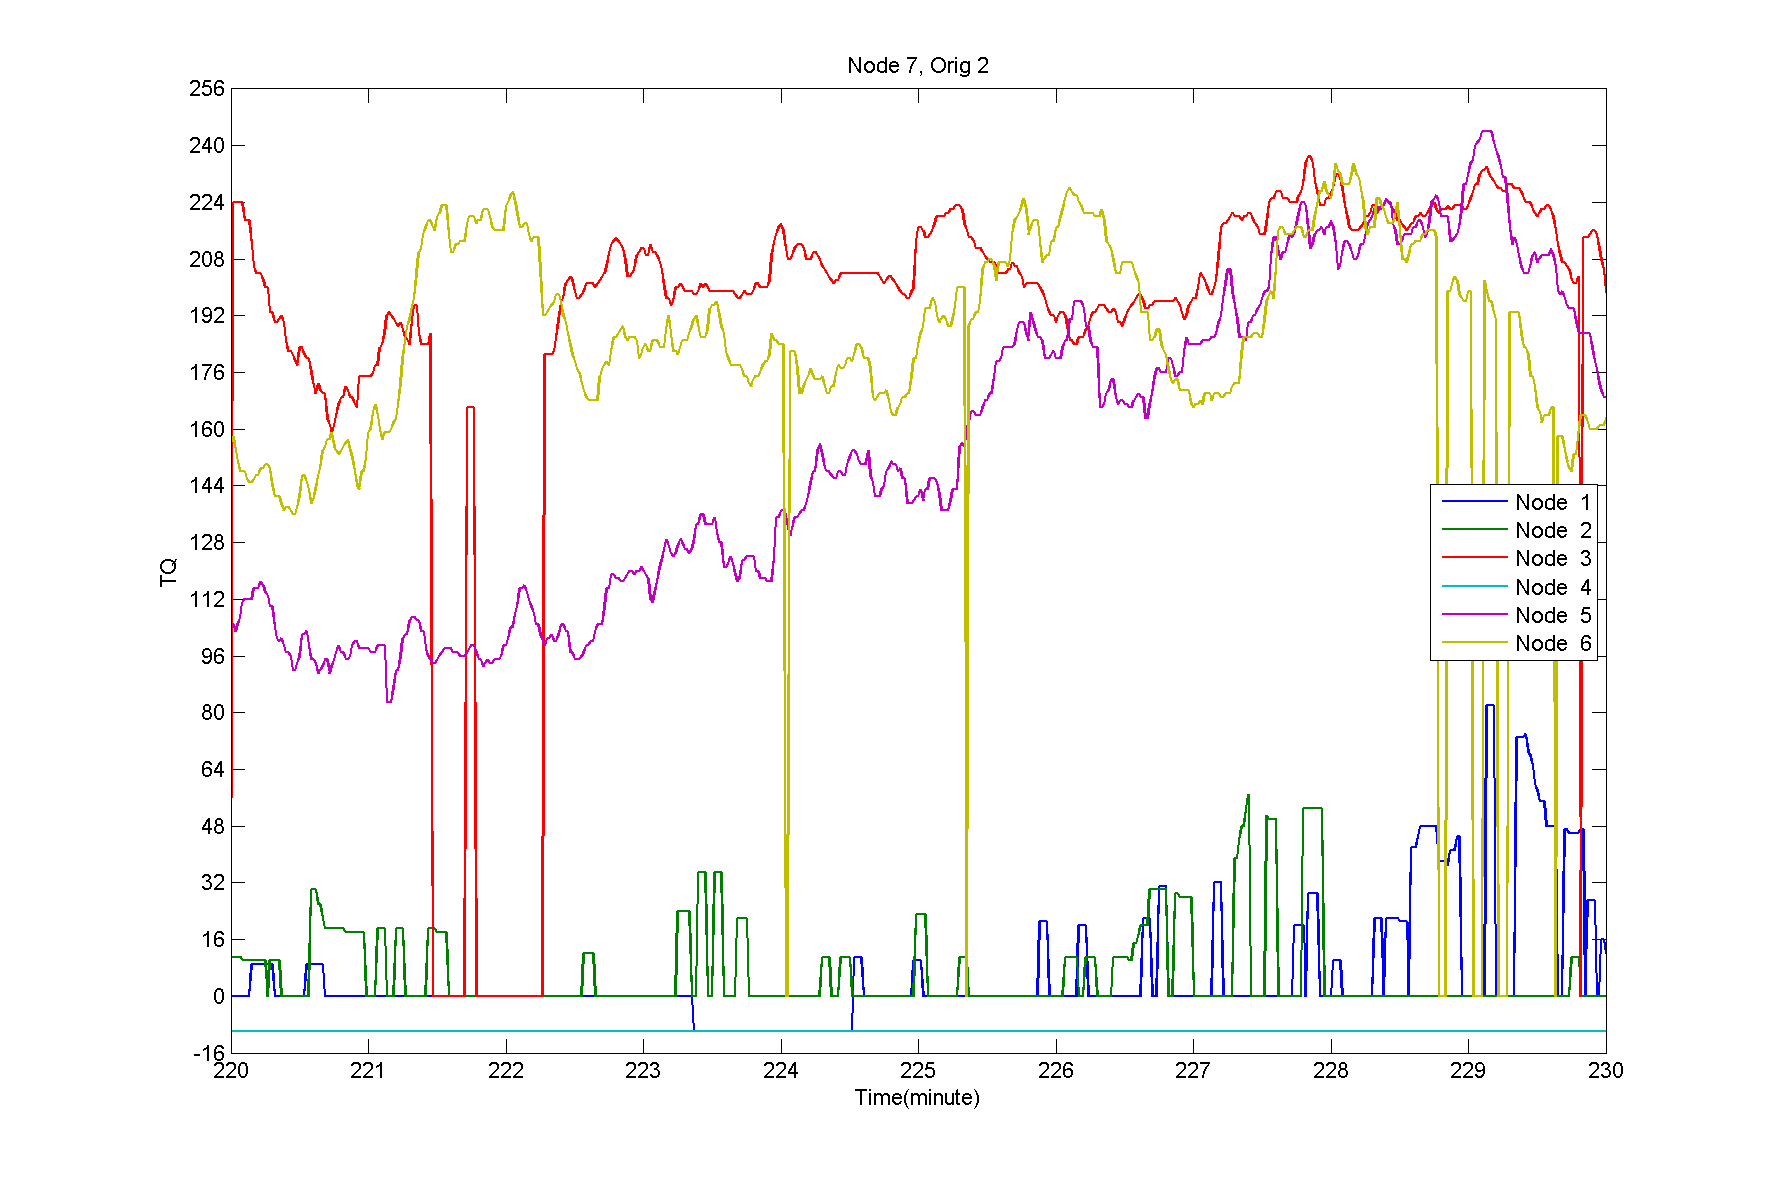 Node 7, Orig 2
256
240
224
208
192
176
160
144
128
112
96
80
64
48
32
16
0
-16
TQ
Node 1
Node 2
Node 3
Node 4
Node 5
Node 6
220 221 222 223 224 225 226 227 228 229 230
Time(minute)